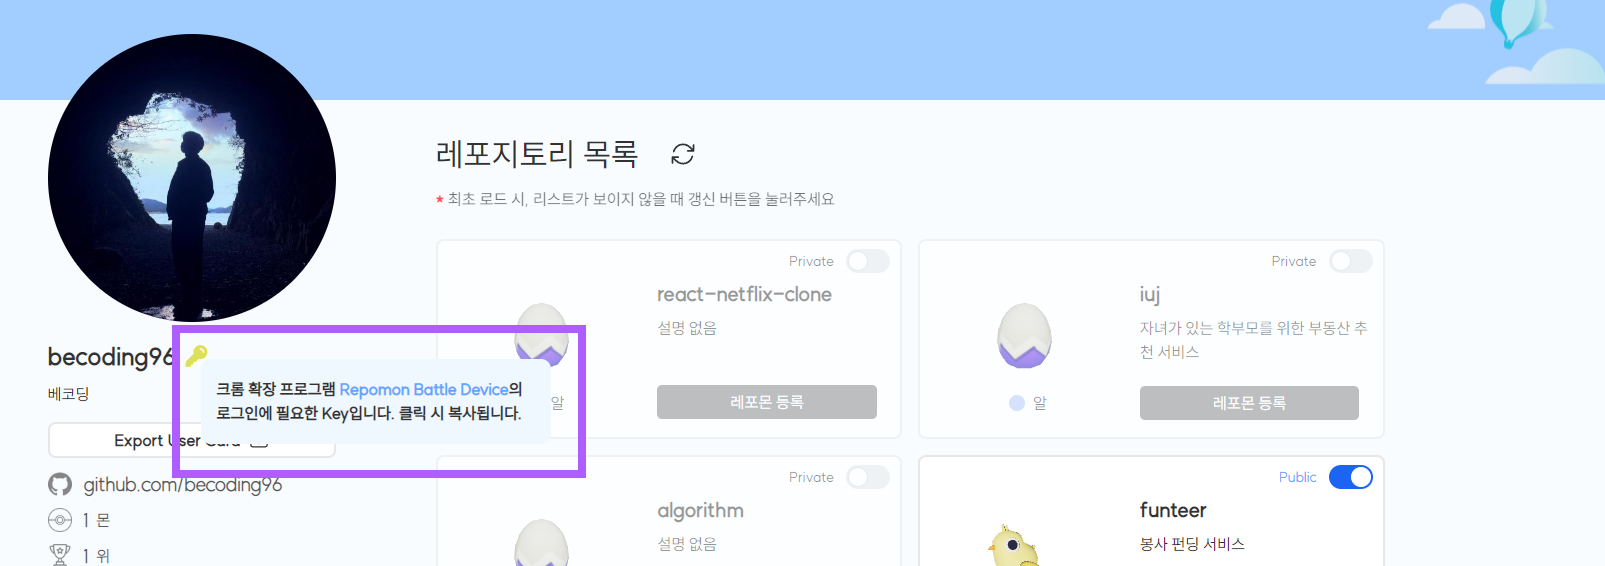 레포지토리 목록
* 최초 로드 시, 리스트가 보이지 않을 때 갱신 버튼을 눌러주세요
becoding96
베코딩
크롬 확장 프로그램 Repomon Battle Device의
로그인에 필요한 Key입니다. 클릭 시 복사됩니다.
Export User Card
github.com/becoding96
1 몬
1 위
Private
react-netflix-clone
설명 없음
알
레포몬 등록
Private
iuj
자녀가 있는 학부모를 위한 부동산 추
천 서비스
알
레포몬 등록
Private
algorithm
설명 없음
Public
funteer
봉사 펀딩 서비스